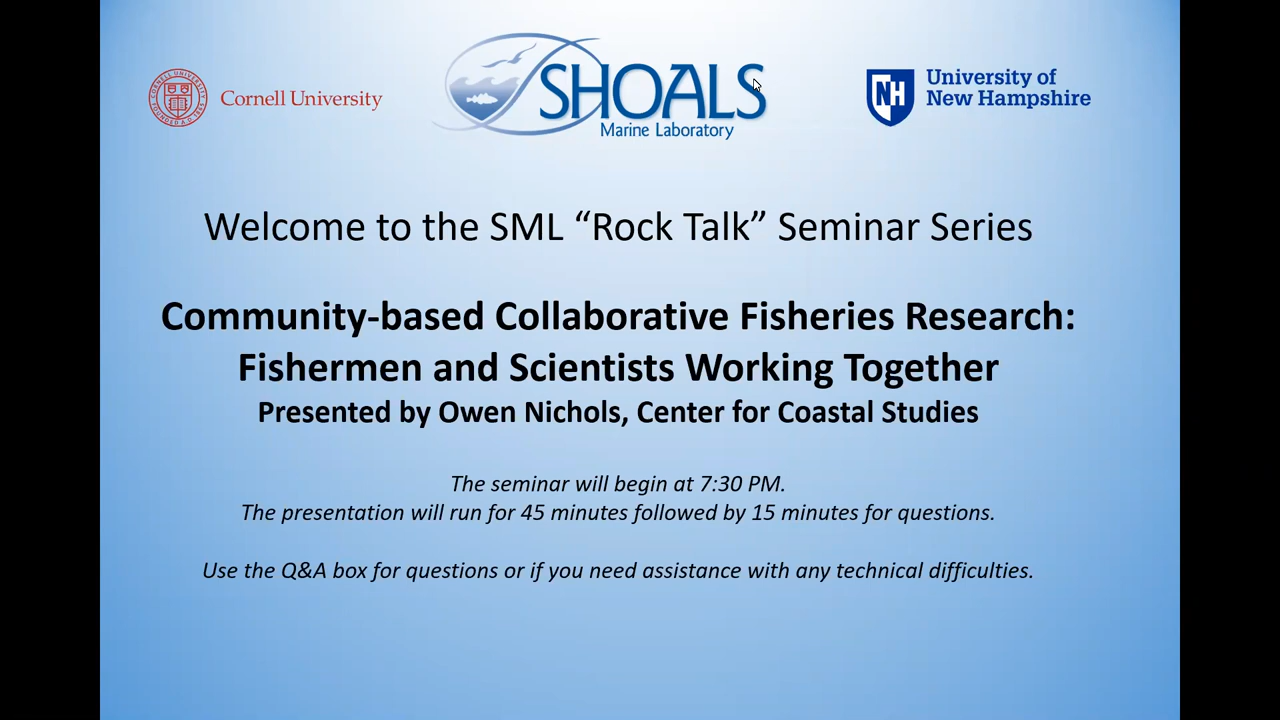 Cornell University
SHOALS
Marine Laboratory
NH
University of
New Hampshire
Welcome to the SML “Rock Talk” Seminar Series
Community-based Collaborative Fisheries Research:
Fishermen and Scientists Working Together
Presented by Owen Nichols, Center for Coastal Studies
The seminar will begin at 7:30 PM.
The presentation will run for 45 minutes followed by 15 minutes for questions.
Use the Q&A box for questions or if you need assistance with any technical difficulties.